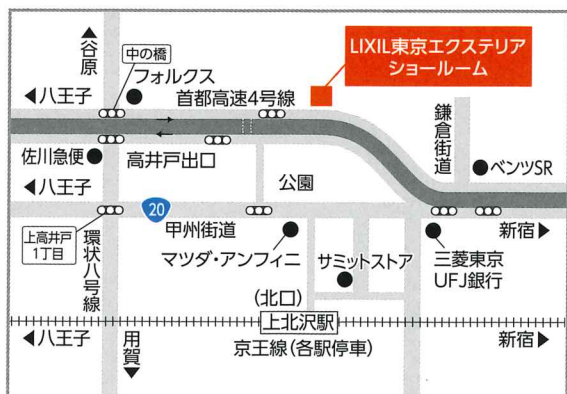 ▲谷原
中の橋
フォルクス
LIXIL東京エクステリア
ショールーム
◀八王子
首都高速4号線
鎌倉街道
佐川急便
高井戸出口
ベンツSR
◀八王子
公園
上高井戸
1丁目
20
甲州街道
新宿▶
環状八号線
マツダ・アンフィニ
サミットストア
三菱東京
UFJ銀行
(北口)
上北沢駅
◀八王子
用賀▼
京王線(各駅停車)
新宿▶